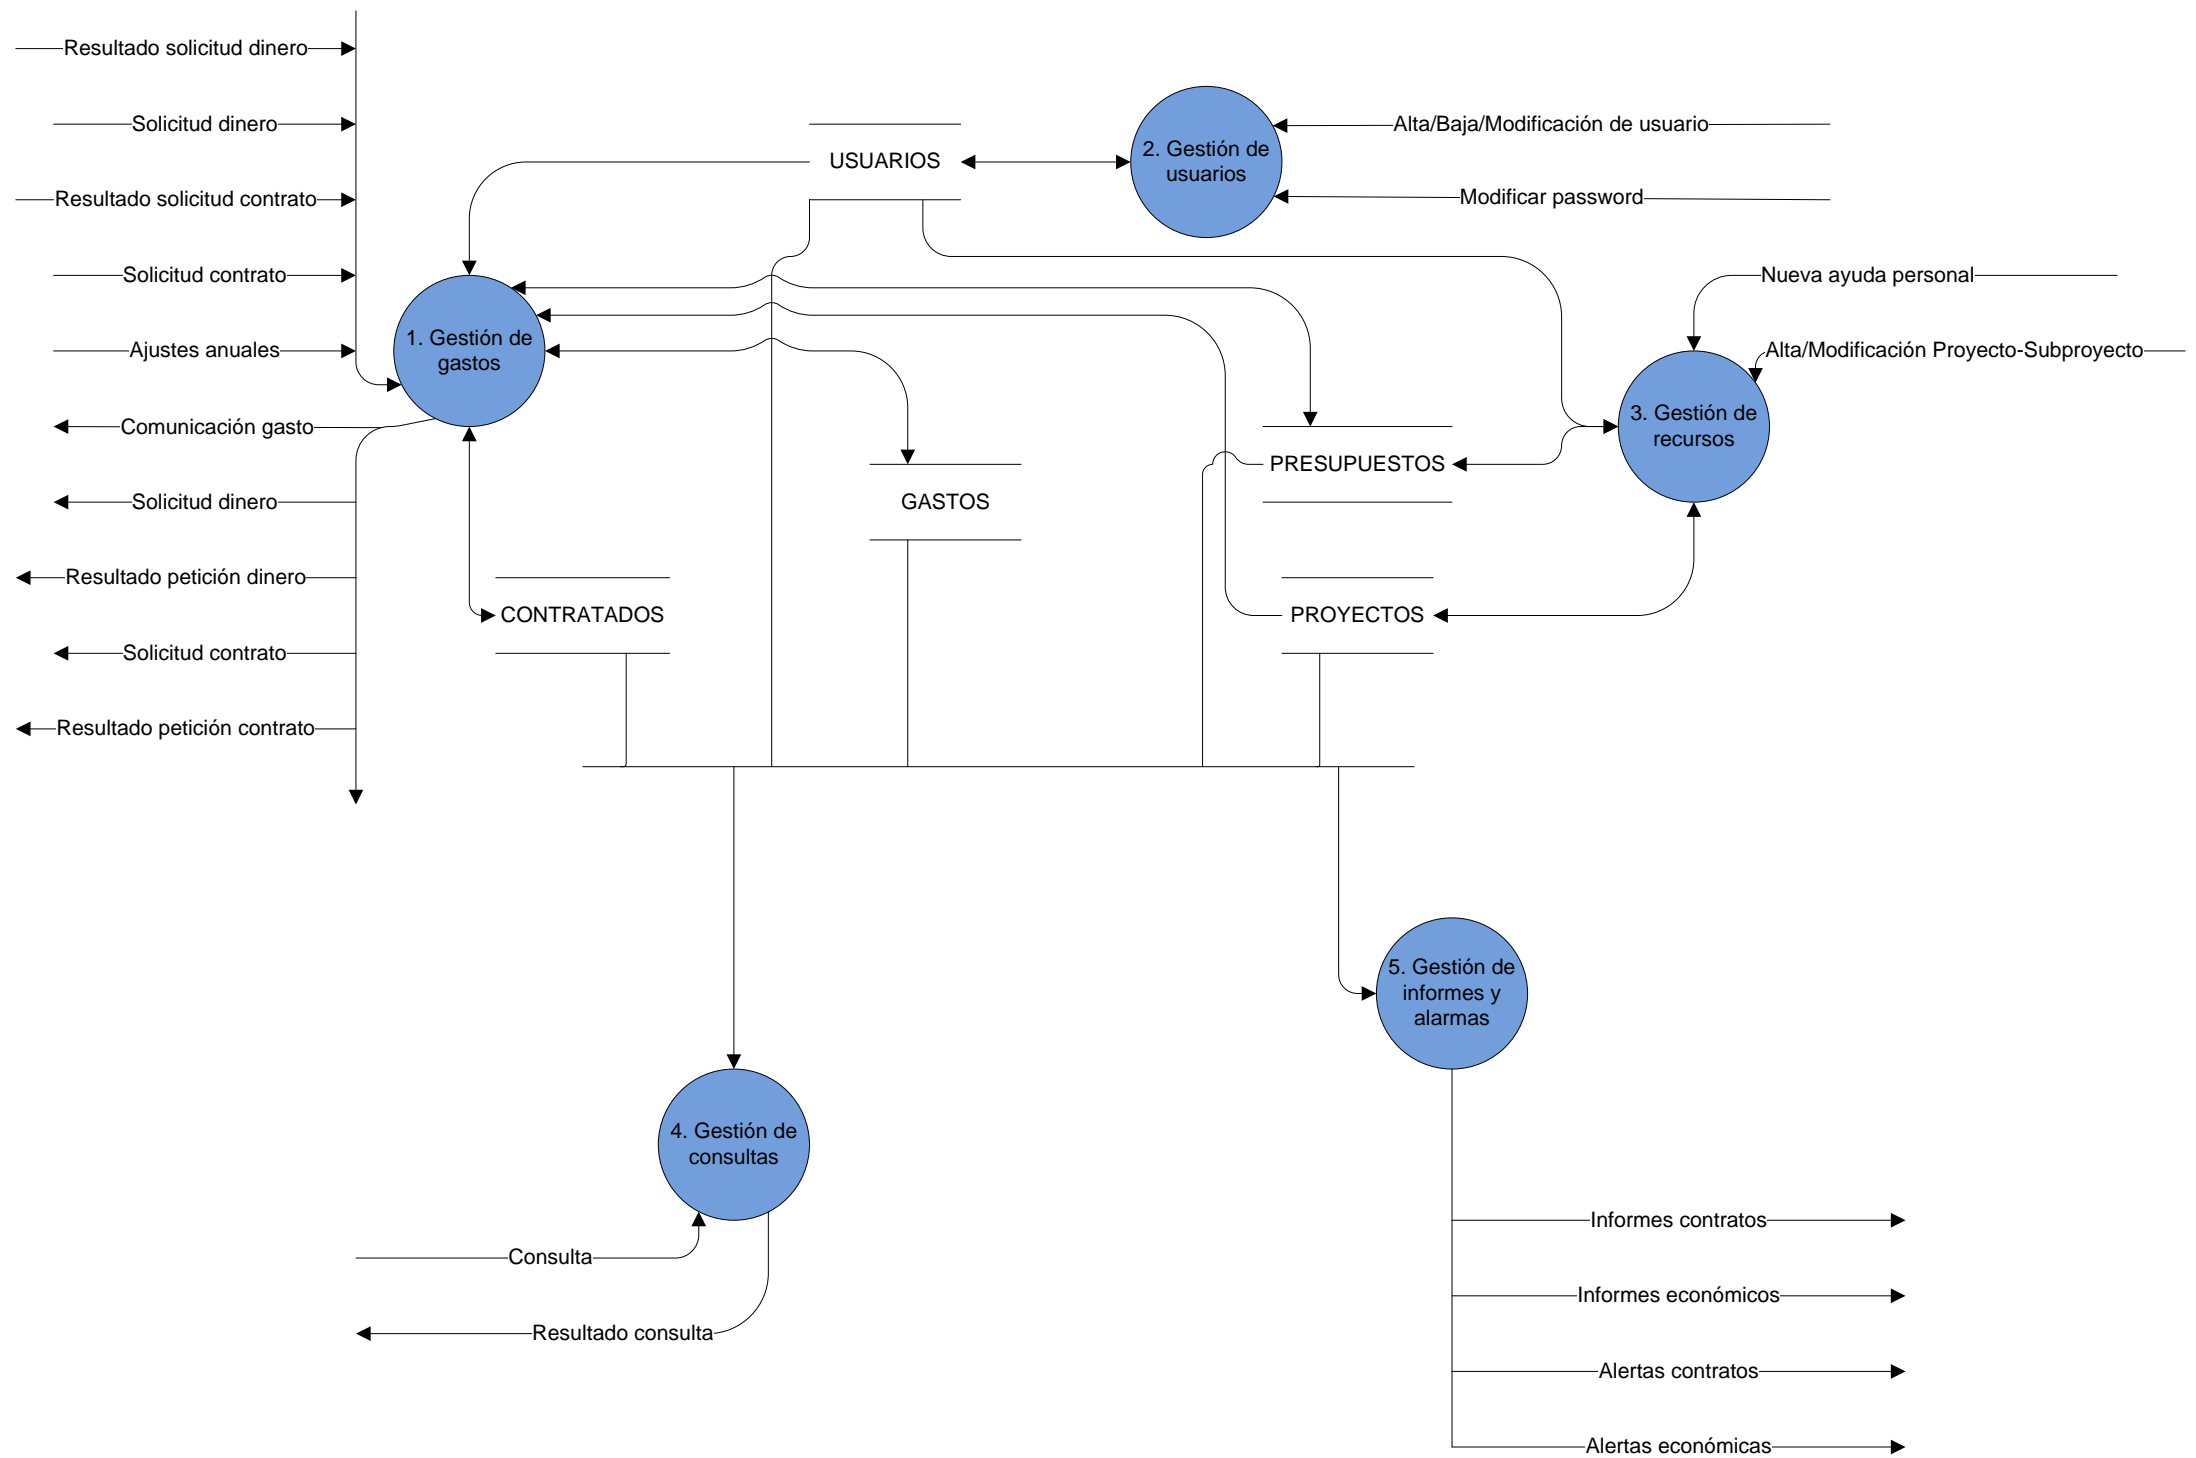 Resultado solicitud dinero
Solicitud dinero
Alta/Baja/Modificación de usuario
USUARIOS
2. Gestión de
usuarios
Resultado solicitud contrato
Modificar password
Solicitud contrato
Nueva ayuda personal
Ajustes anuales
1. Gestión de
gastos
Alta/Modificación Proyecto-Subproyecto
Comunicación gasto
3. Gestión de
recursos
PRESUPUESTOS
Solicitud dinero
GASTOS
Resultado petición dinero
CONTRATADOS
PROYECTOS
Solicitud contrato
Resultado petición contrato
5. Gestión de
informes y
alarmas
4. Gestión de
consultas
Informes contratos
Consulta
Informes económicos
Resultado consulta
Alertas contratos
Alertas económicas